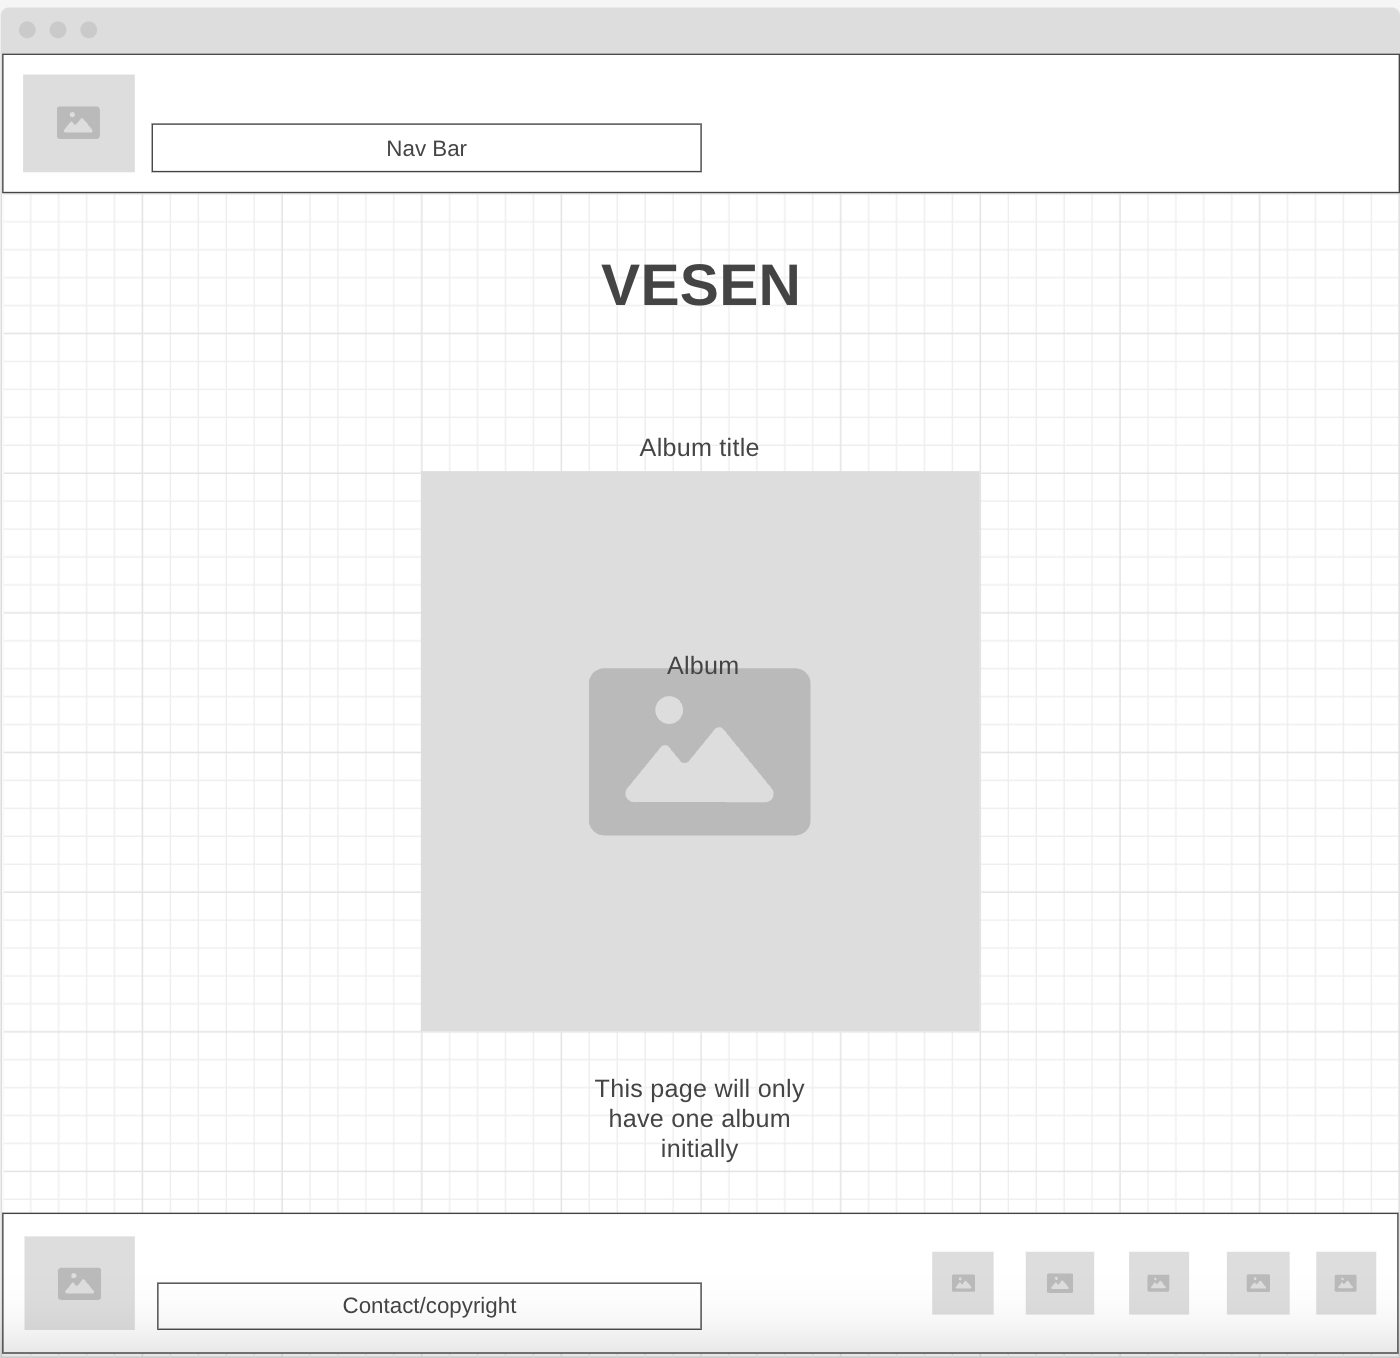 Nav Bar
VESEN
Album title
Album
This page will only
have one album
initially
Contact/copyright